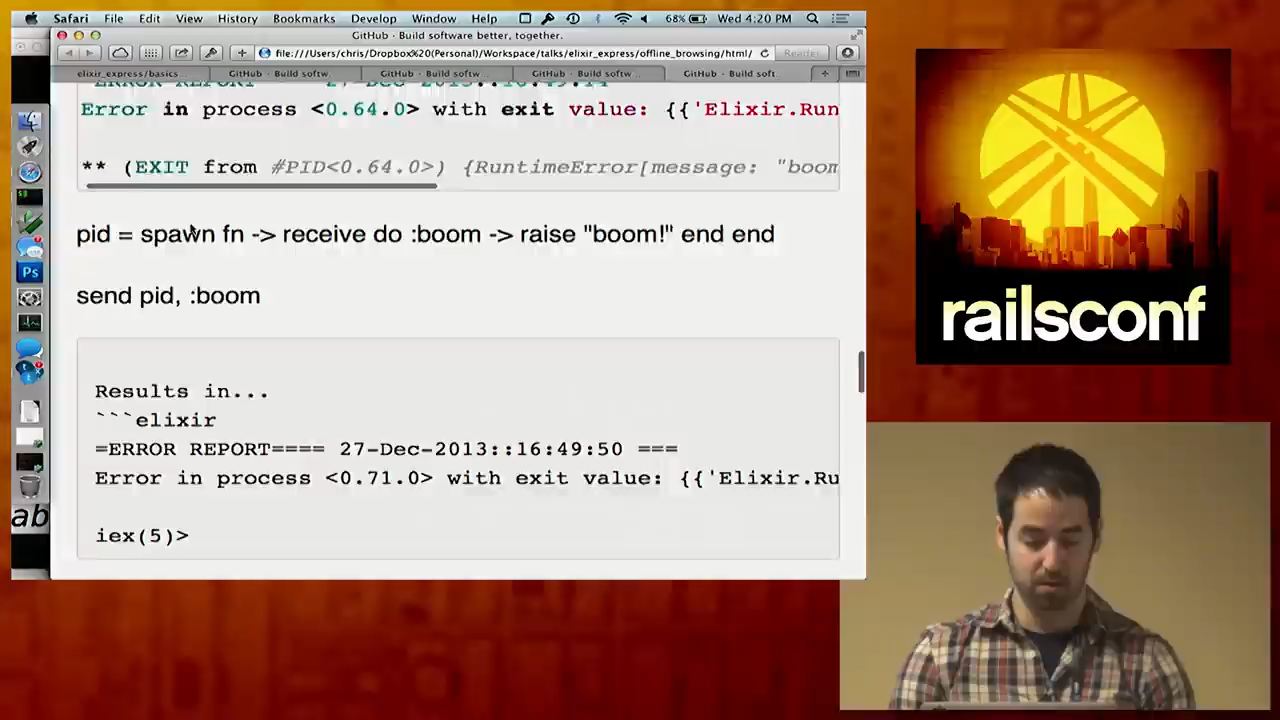 Safari File Edit View History Bookmarks Develop Window Help 68% Wed 4:20 PM
GitHub · Build software better, together.
file:///Users/chris/Dropbox%20(Personal)/Workspace/talks/elixir_express/offline_browsing/html/ Reader
elixir_express/basics... GitHub · Build softw... GitHub · Build softw... GitHub · Build softw... GitHub · Build soft...
Error in process <0.64.0> with exit value: {{'Elixir.Run
** (EXIT from #PID<0.64.0>) {RuntimeError[message: "boom
pid = spawn fn -> receive do :boom -> raise "boom!" end end
send pid, :boom
Results in...
```elixir
=ERROR REPORT==== 27-Dec-2013::16:49:50 ===
Error in process <0.71.0> with exit value: {{'Elixir.Ru
iex(5)>
Ps
ab
railsconf